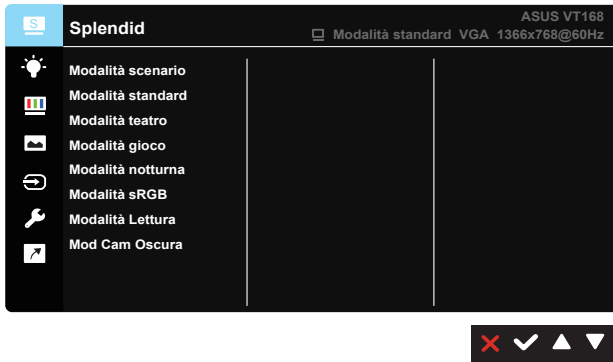 S
Splendid
ASUS VT168
Modalità standard VGA 1366x768@60Hz
Modalità scenario
Modalità standard
Modalità teatro
Modalità gioco
Modalità notturna
Modalità sRGB
Modalità Lettura
Mod Cam Oscura